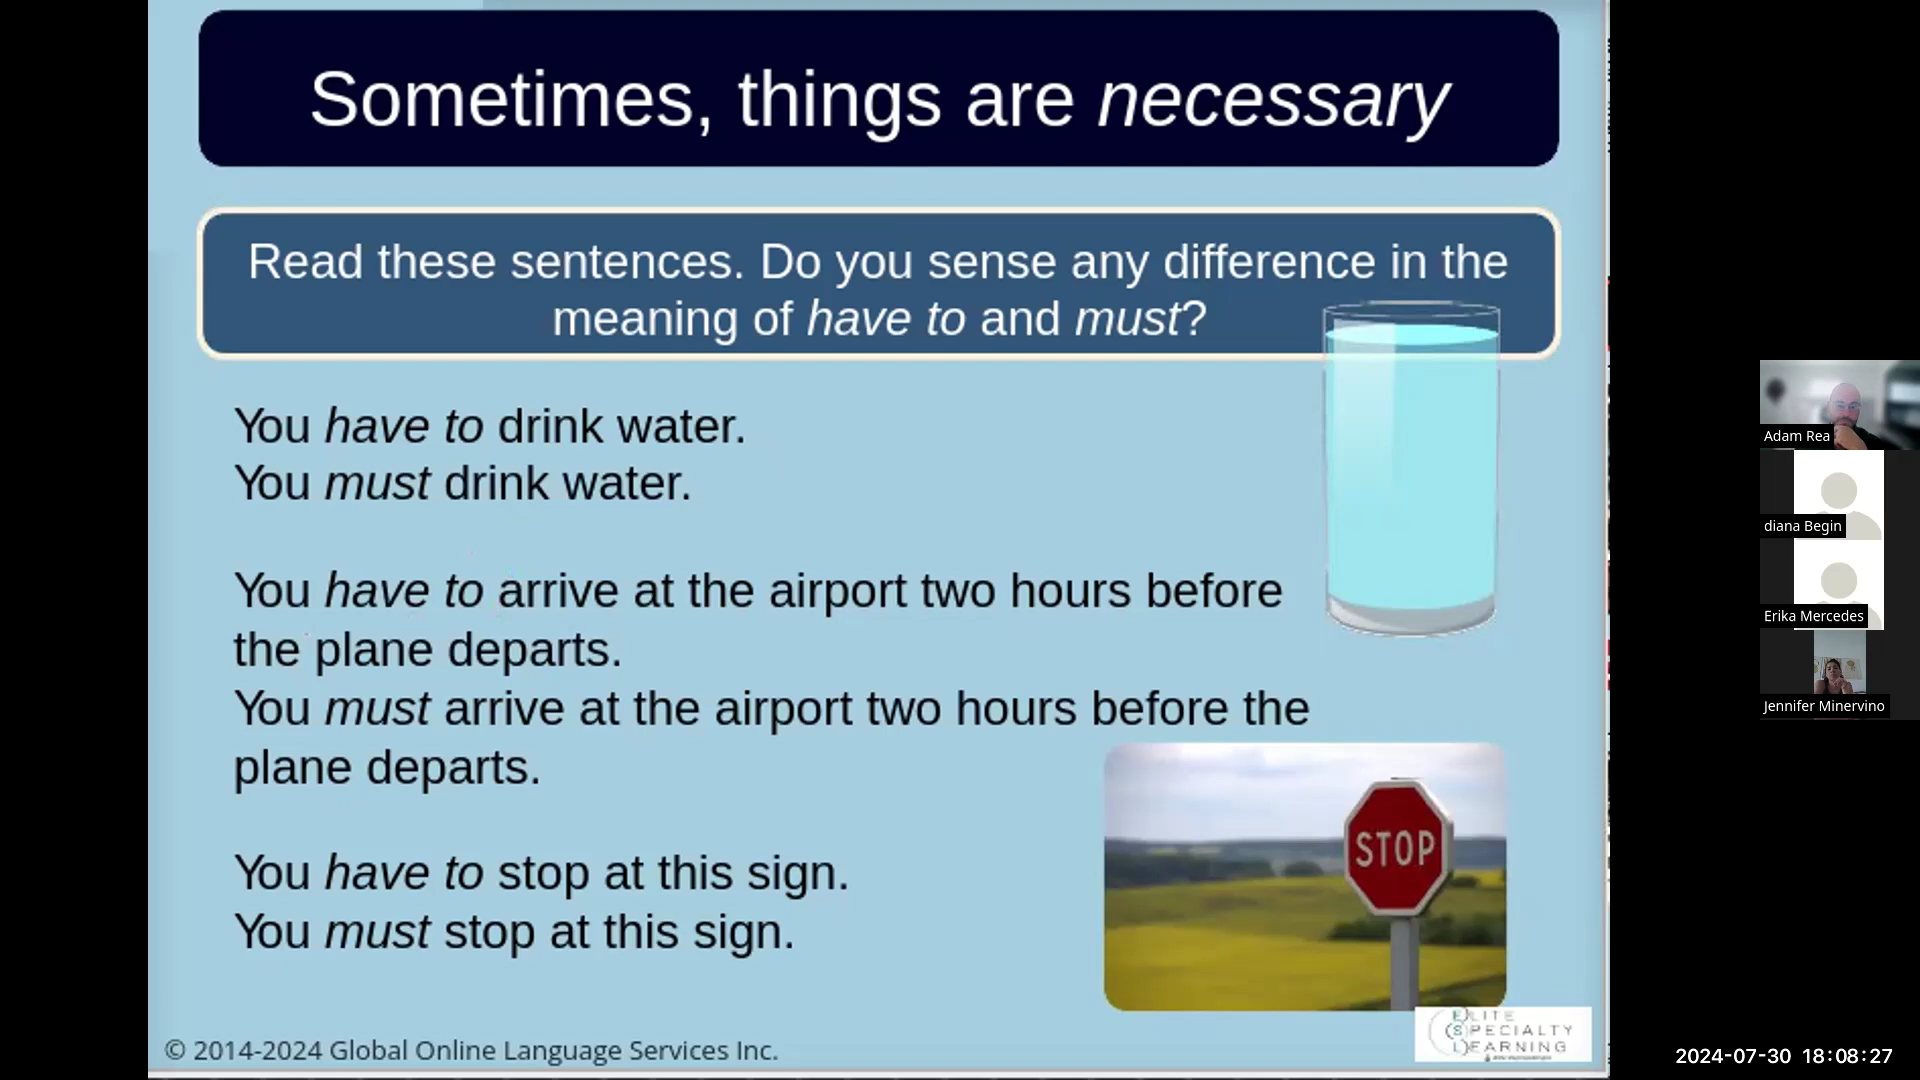 Sometimes, things are necessary
Read these sentences. Do you sense any difference in the
meaning of have to and must?
You have to drink water.
You must drink water.
You have to arrive at the airport two hours before
the plane departs.
You must arrive at the airport two hours before the
plane departs.
You have to stop at this sign.
You must stop at this sign.
STOP
ELITE
SPECIALTY
LEARNING
© 2014-2024 Global Online Language Services Inc.
Adam Rea
diana Begin
Erika Mercedes
Jennifer Minervino
2024-07-30 18:08:27